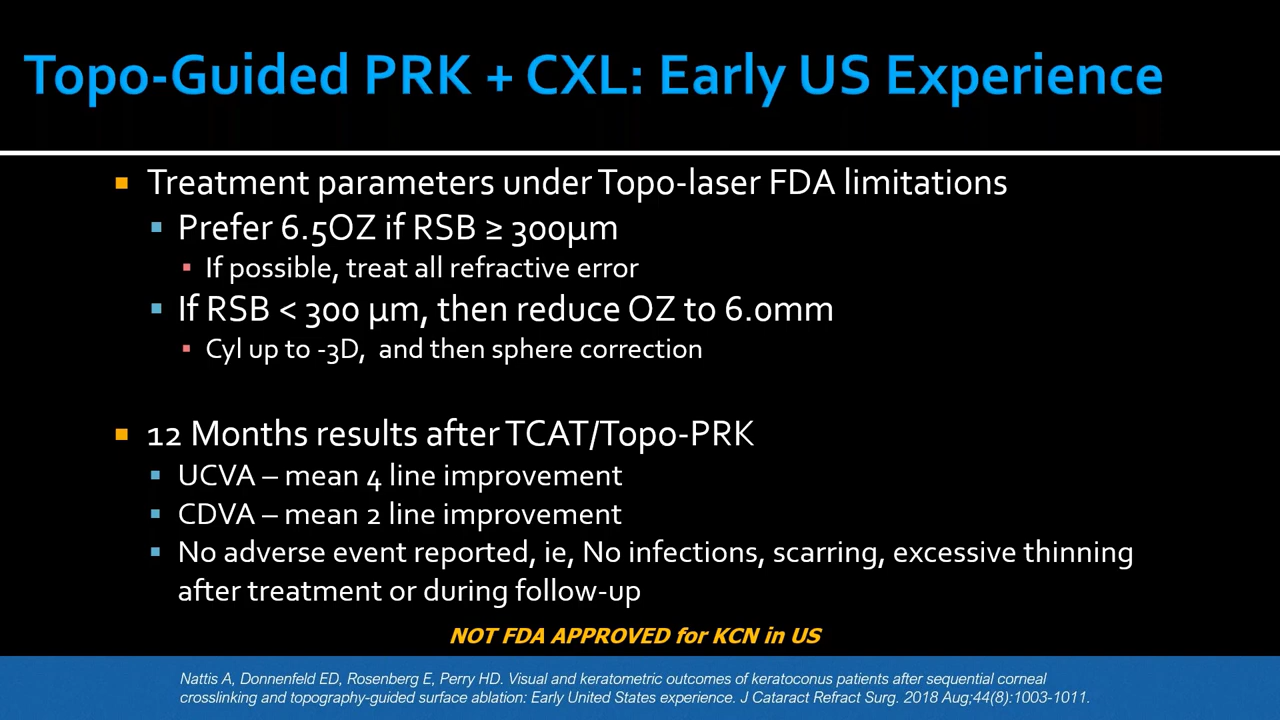 Topo-Guided PRK + CXL: Early US Experience
Treatment parameters under Topo-laser FDA limitations
Prefer 6.5OZ if RSB ≥ 300µm
If possible, treat all refractive error
If RSB < 300 µm, then reduce OZ to 6.0mm
Cyl up to -3D, and then sphere correction
12 Months results after TCAT/Topo-PRK
UCVA – mean 4 line improvement
CDVA – mean 2 line improvement
No adverse event reported, ie, No infections, scarring, excessive thinning
after treatment or during follow-up
NOT FDA APPROVED for KCN in US
Nattis A, Donnenfeld ED, Rosenberg E, Perry HD. Visual and keratometric outcomes of keratoconus patients after sequential corneal
crosslinking and topography-guided surface ablation: Early United States experience. J Cataract Refract Surg. 2018 Aug;44(8):1003-1011.